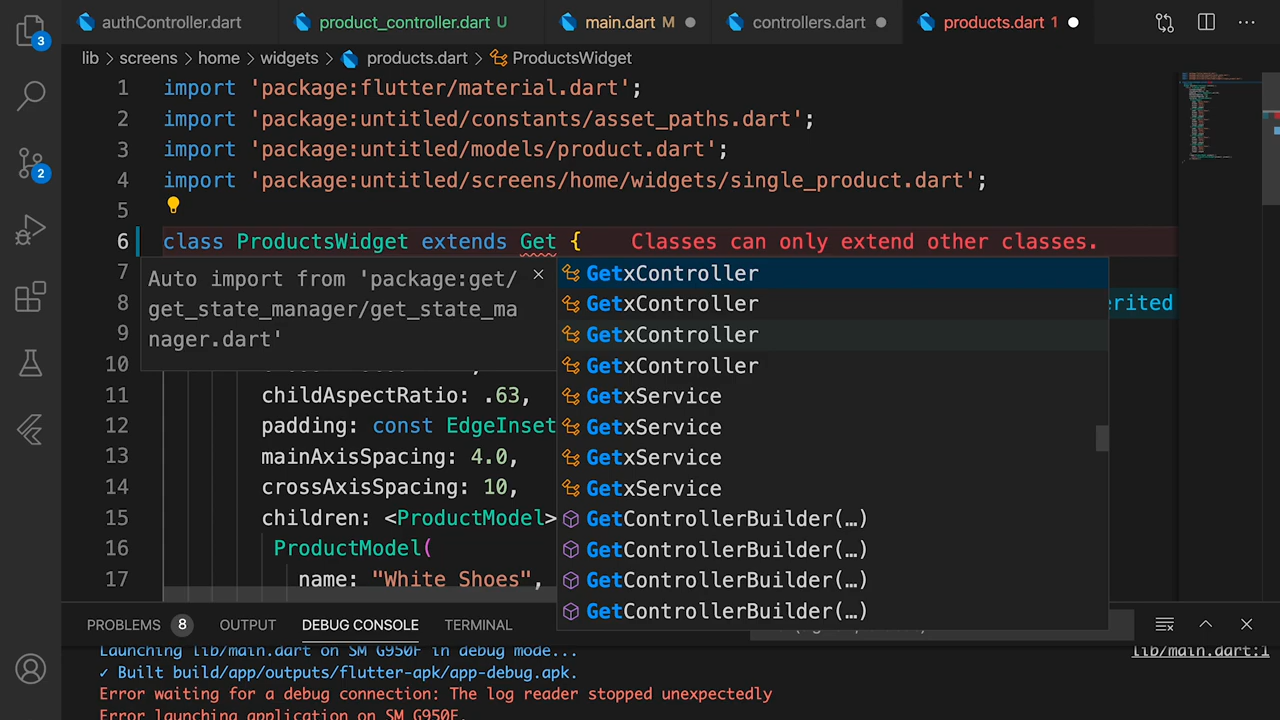 authController.dart
product_controller.dart U
main.dart M
controllers.dart
products.dart 1
3
lib > screens > home > widgets > products.dart > ProductsWidget
1 import 'package:flutter/material.dart';
2 import 'package:untitled/constants/asset_paths.dart';
3 import 'package:untitled/models/product.dart';
4 import 'package:untitled/screens/home/widgets/single_product.dart';
2
5
6 class ProductsWidget extends Get { Classes can only extend other classes.
7
8 erited
9
10
Auto import from 'package:get/
get_state_manager/get_state_ma
nager.dart'
GetxController
GetxController
GetxController
GetxController
GetxService
GetxService
GetxService
GetxService
GetControllerBuilder(…)
GetControllerBuilder(…)
GetControllerBuilder(…)
GetControllerBuilder(…)
11 childAspectRatio: .63,
12 padding: const EdgeInset
13 mainAxisSpacing: 4.0,
14 crossAxisSpacing: 10,
15 children: <ProductModel>
16 ProductModel(
17 name: "White Shoes",
PROBLEMS 8 OUTPUT DEBUG CONSOLE TERMINAL
Launching lib/main.dart on SM G950F in debug mode...
lib/main.dart:1
✓ Built build/app/outputs/flutter-apk/app-debug.apk.
Error waiting for a debug connection: The log reader stopped unexpectedly
Error launching application on SM G950F.